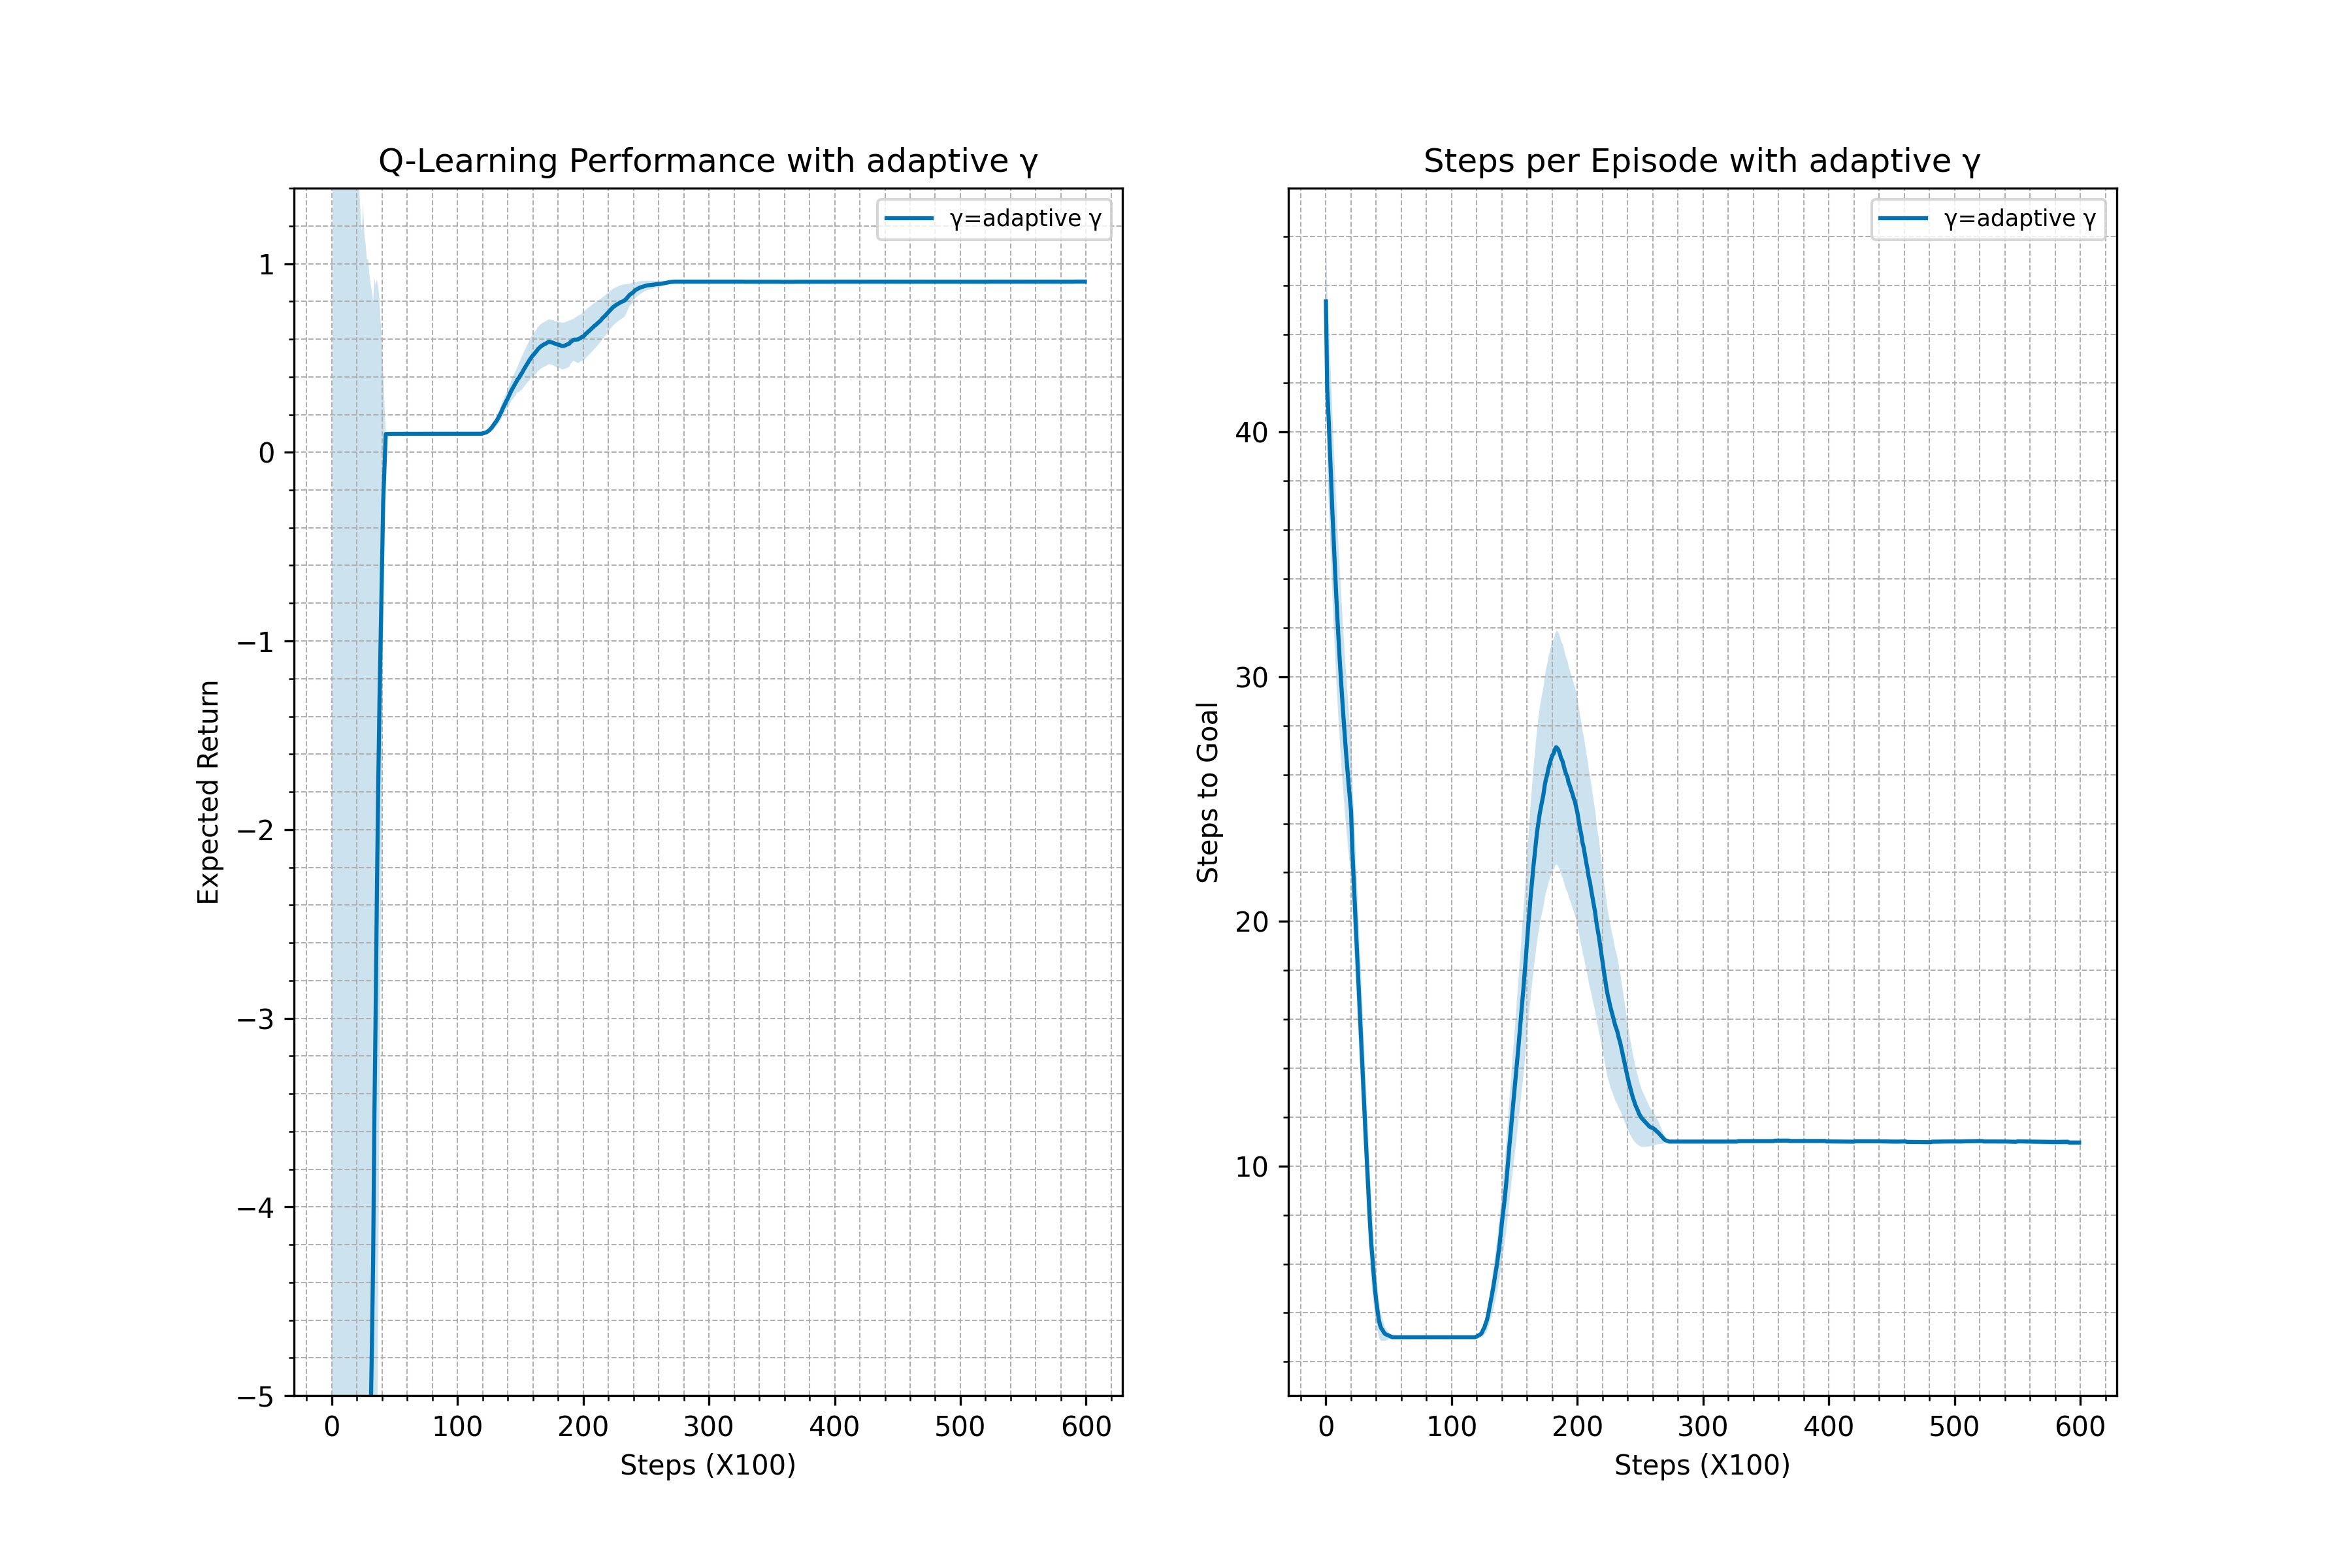 Q-Learning Performance with adaptive γ
γ=adaptive γ
1
0
−1
−2
−3
−4
−5
Expected Return
0 100 200 300 400 500 600
Steps (X100)
Steps per Episode with adaptive γ
γ=adaptive γ
40
30
20
10
Steps to Goal
0 100 200 300 400 500 600
Steps (X100)